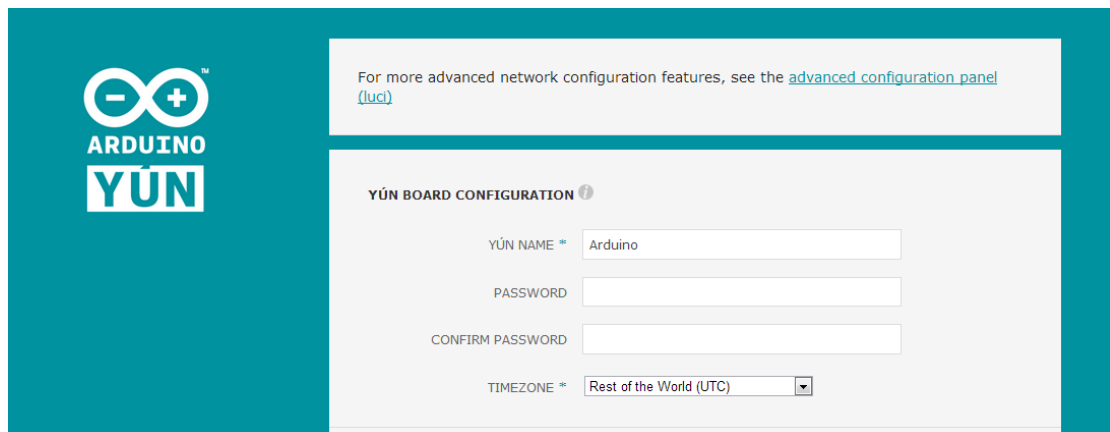 ARDUINO
YÚN
For more advanced network configuration features, see the advanced configuration panel
(luci)
YÚN BOARD CONFIGURATION i
YÚN NAME *
Arduino
PASSWORD
CONFIRM PASSWORD
TIMEZONE *
Rest of the World (UTC)